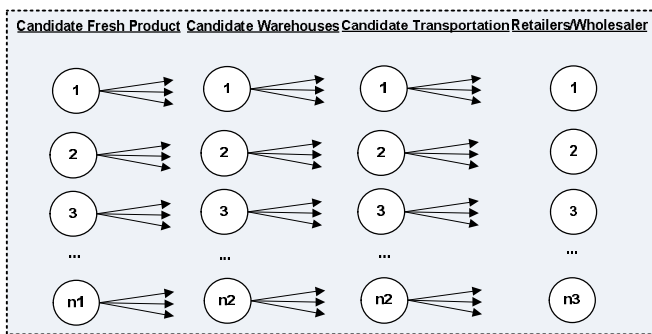 Candidate Fresh Product Candidate Warehouses Candidate Transportation Retailers/Wholesaler
1 1 1 1
2 2 2 2
3 3 3 3
... ... ... ...
n1 n2 n2 n3